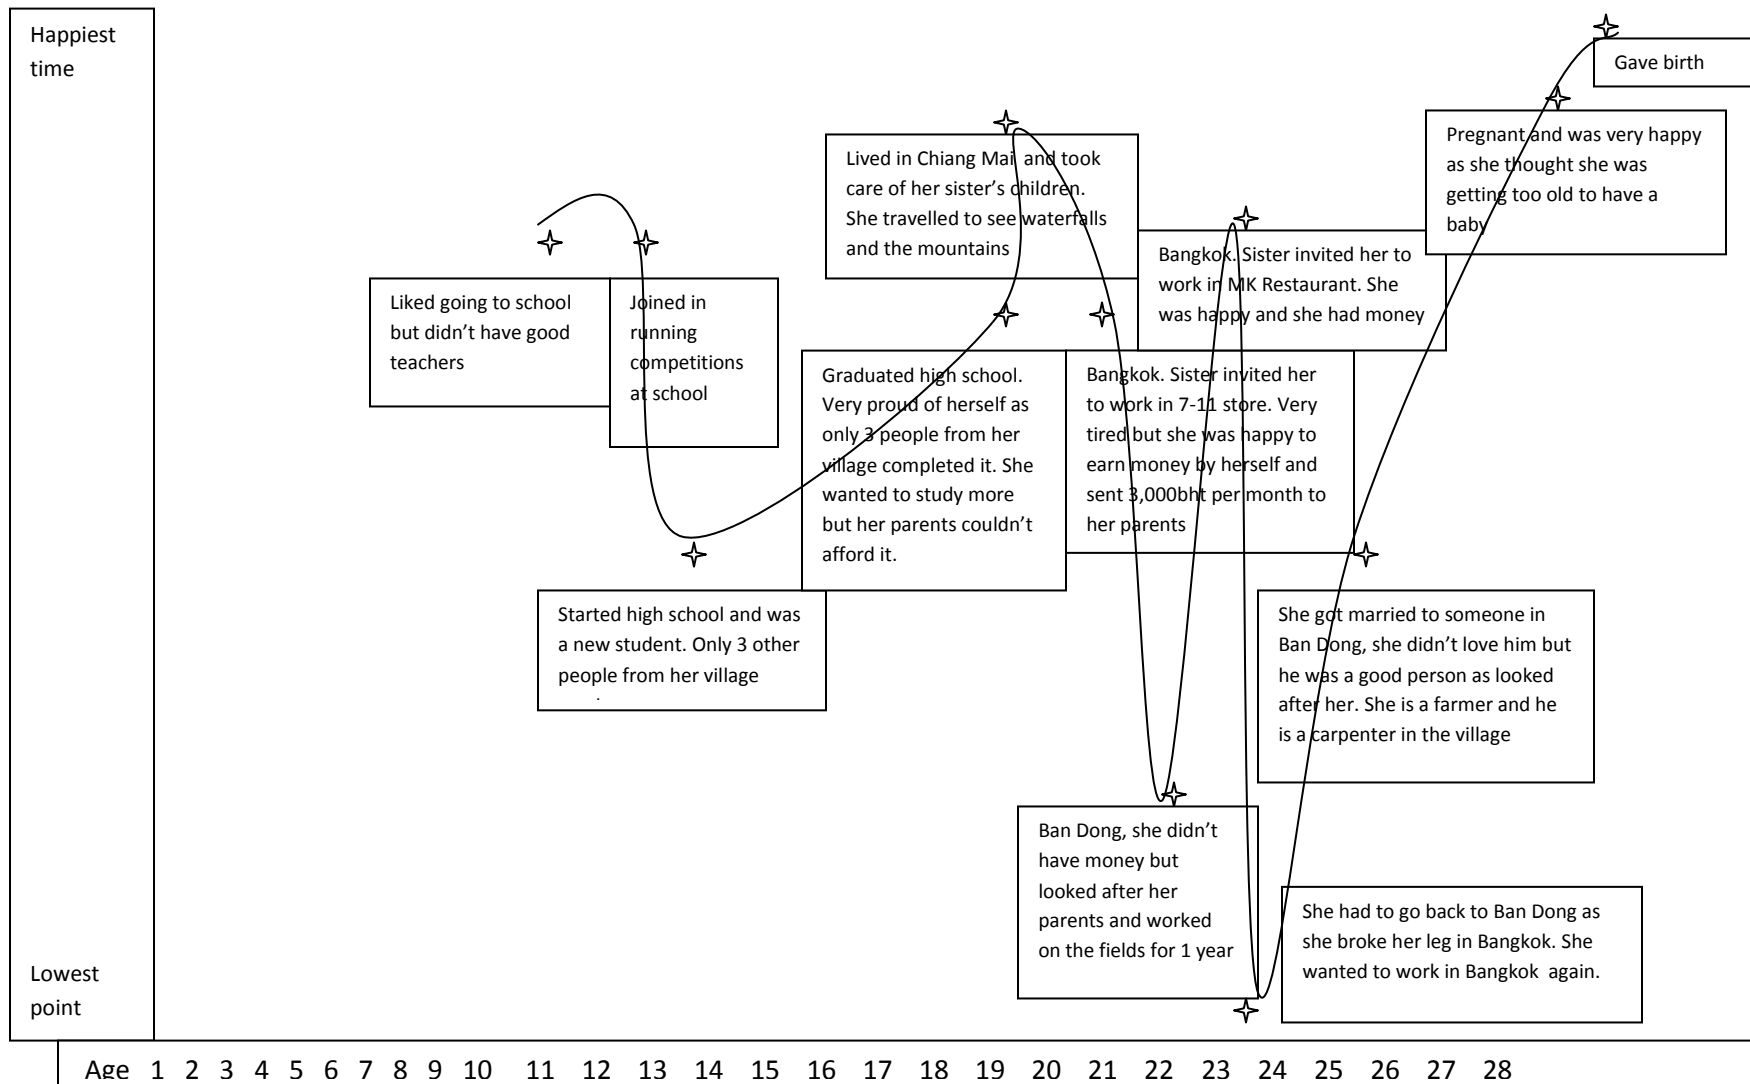 Happiest
time
Gave birth
Pregnant and was very happy
as she thought she was
getting too old to have a
baby
Lived in Chiang Mai and took
care of her sister’s children.
She travelled to see waterfalls
and the mountains
Bangkok. Sister invited her to
work in MK Restaurant. She
was happy and she had money
Liked going to school
but didn’t have good
teachers
Joined in
running
competitions
at school
Graduated high school.
Very proud of herself as
only 3 people from her
village completed it. She
wanted to study more
but her parents couldn’t
afford it.
Bangkok. Sister invited her
to work in 7-11 store. Very
tired but she was happy to
earn money by herself and
sent 3,000bht per month to
her parents
Started high school and was
a new student. Only 3 other
people from her village
She got married to someone in
Ban Dong, she didn’t love him but
he was a good person as looked
after her. She is a farmer and he
is a carpenter in the village
Ban Dong, she didn’t
have money but
looked after her
parents and worked
on the fields for 1 year
She had to go back to Ban Dong as
she broke her leg in Bangkok. She
wanted to work in Bangkok again.
Lowest
point
Age 1 2 3 4 5 6 7 8 9 10 11 12 13 14 15 16 17 18 19 20 21 22 23 24 25 26 27 28